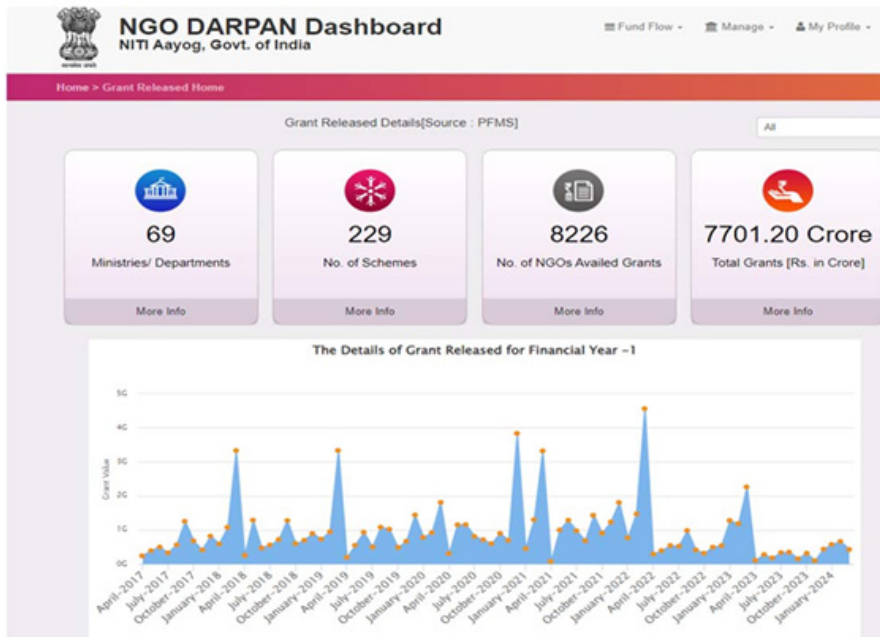 NGO DARPAN Dashboard
NITI Aayog, Govt. of India
Fund Flow
Manage
My Profile
Home > Grant Released Home
Grant Released Details[Source : PFMS]
All
69
Ministries/ Departments
More Info
229
No. of Schemes
More Info
8226
No. of NGOs Availed Grants
More Info
7701.20 Crore
Total Grants [Rs. in Crore]
More Info
The Details of Grant Released for Financial Year -1
Grant Value
5G
4G
3G
2G
1G
0G
April-2017
July-2017
October-2017
January-2018
April-2018
July-2018
October-2018
January-2019
April-2019
July-2019
October-2019
January-2020
April-2020
July-2020
October-2020
January-2021
April-2021
July-2021
October-2021
January-2022
April-2022
July-2022
October-2022
January-2023
April-2023
July-2023
October-2023
January-2024